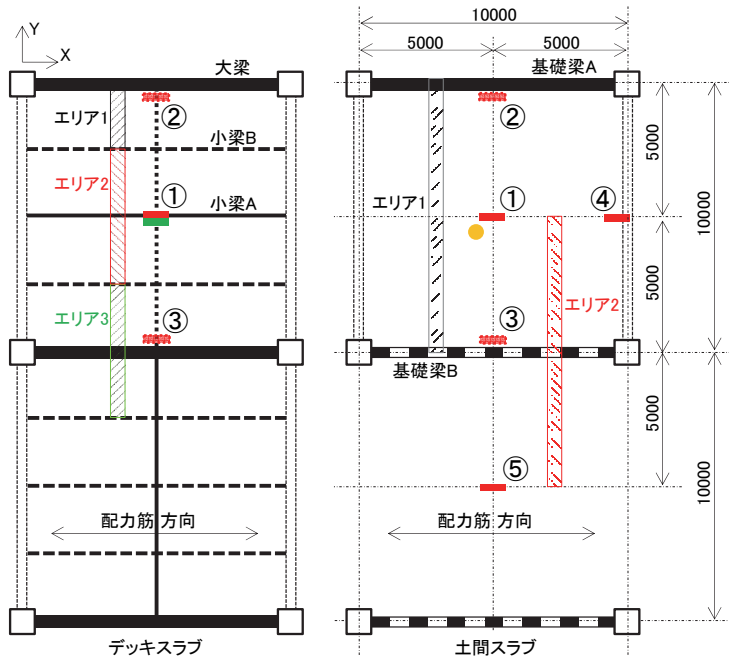 Y
X
大梁
エリア1
②
小梁B
エリア2
①
小梁A
エリア3
③
配力筋 方向
デッキスラブ
10000
5000
5000
基礎梁A
②
エリア1
①
④
5000
10000
エリア2
5000
③
基礎梁B
5000
⑤
10000
配力筋 方向
土間スラブ